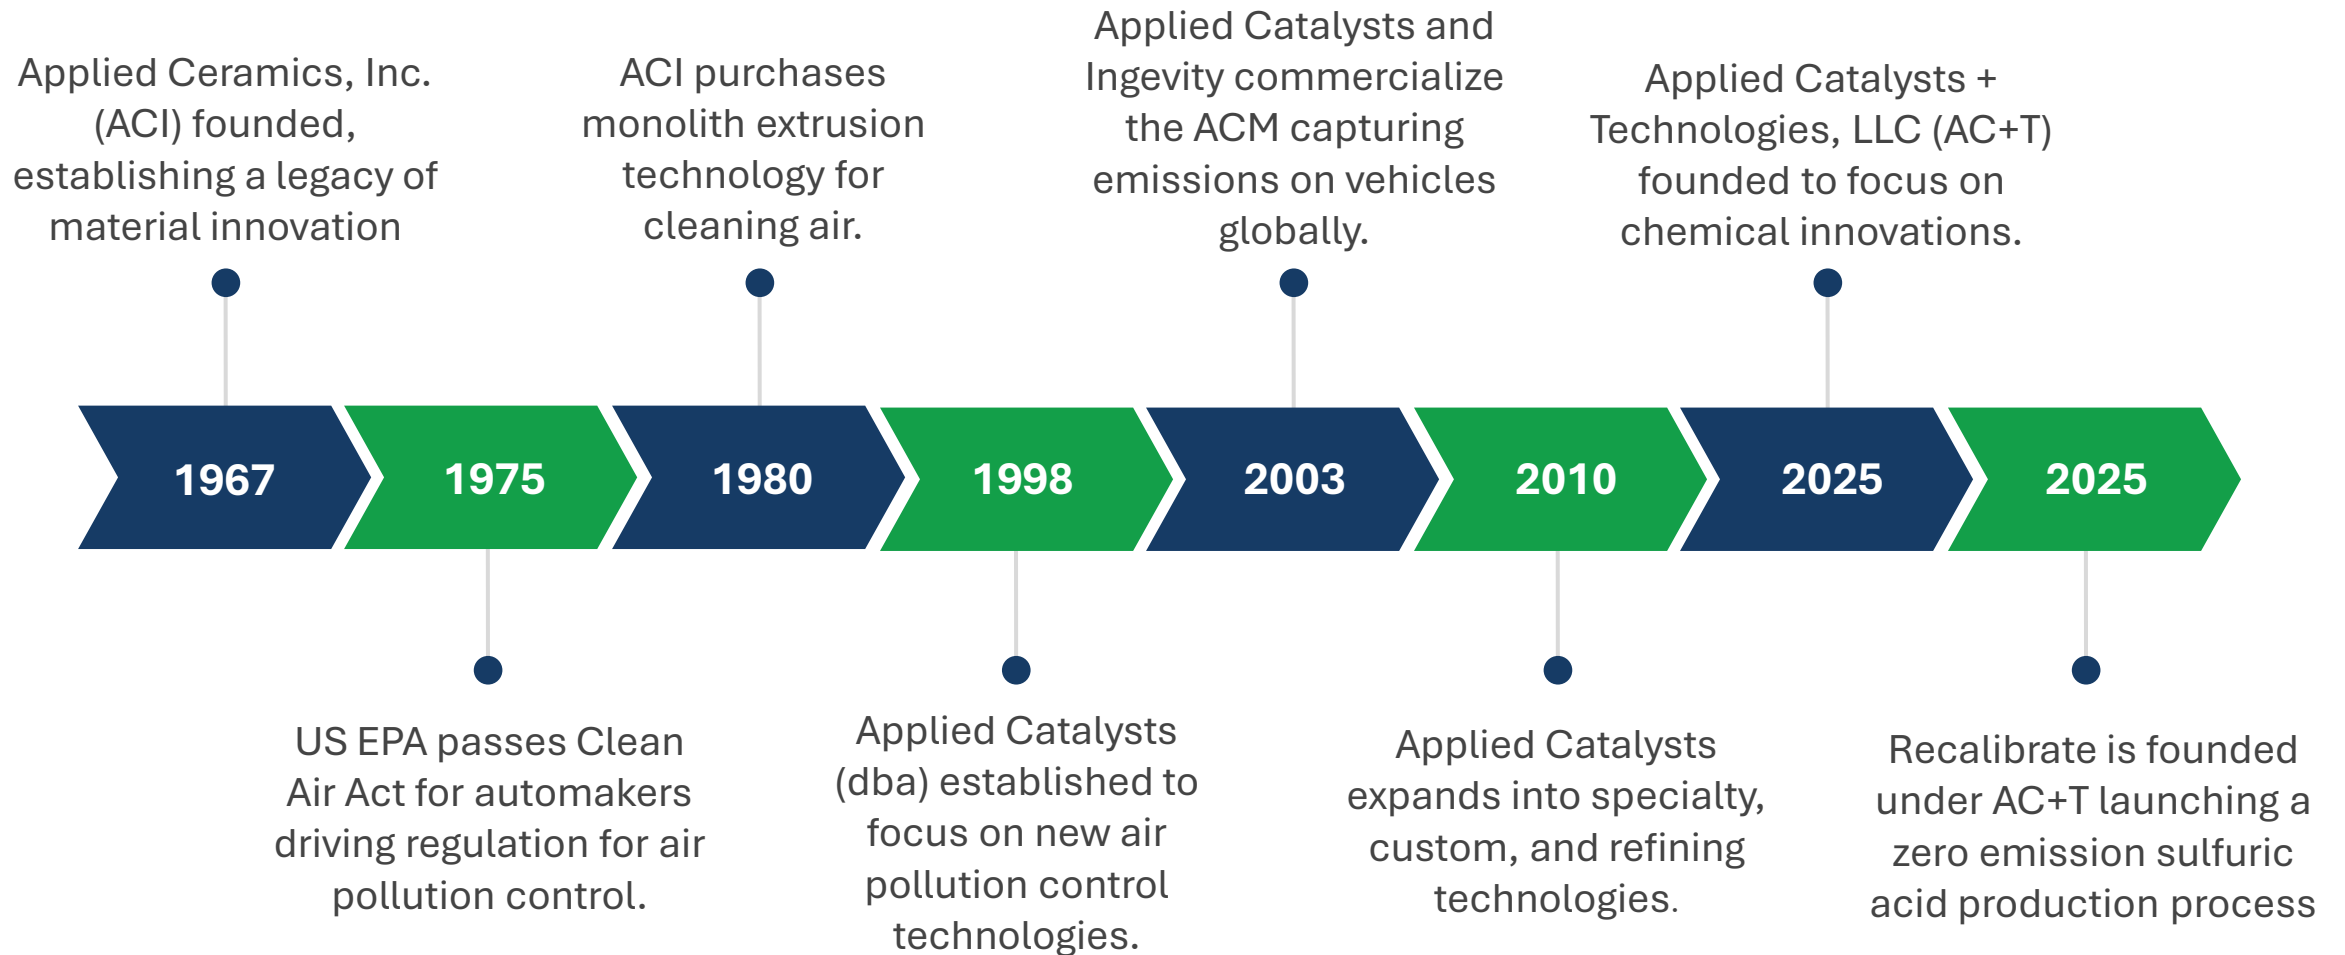 Applied Ceramics, Inc.
(ACI) founded,
establishing a legacy of
material innovation
ACI purchases
monolith extrusion
technology for
cleaning air.
Applied Catalysts and
Ingevity commercialize
the ACM capturing
emissions on vehicles
globally.
Applied Catalysts +
Technologies, LLC (AC+T)
founded to focus on
chemical innovations.
1967
1975
1980
1998
2003
2010
2025
2025
US EPA passes Clean
Air Act for automakers
driving regulation for air
pollution control.
Applied Catalysts
(dba) established to
focus on new air
pollution control
technologies.
Applied Catalysts
expands into specialty,
custom, and refining
technologies.
Recalibrate is founded
under AC+T launching a
zero emission sulfuric
acid production process